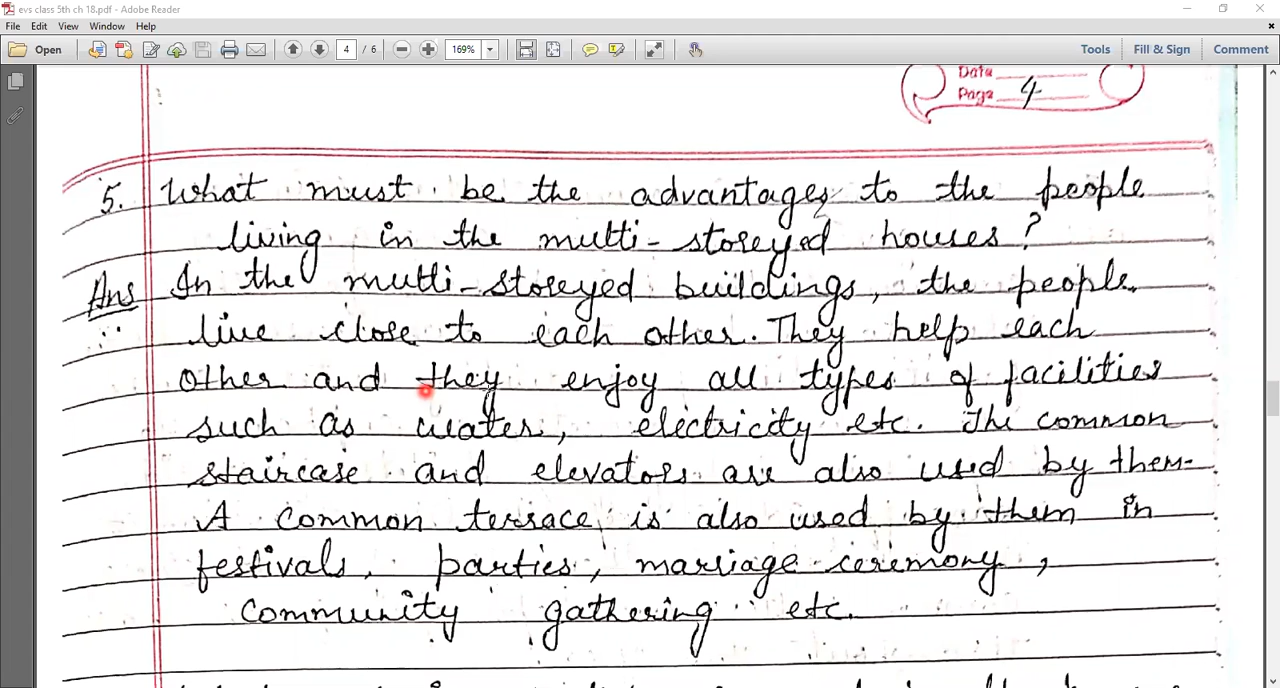 evs class 5th ch 18.pdf - Adobe Reader
File Edit View Window Help
Open 4 / 6 169% Tools Fill & Sign Comment
Data
Page 4
5. What must be the advantages to the people
living in the multi-storeyed houses?
Ans In the multi-storeyed buildings, the people
live close to each other. They help each
other and they enjoy all types of facilities
such as water, electricity etc. The common
staircase and elevators are also used by them.
A common terrace is also used by them in
festivals, parties, marriage ceremony,
community gathering etc.